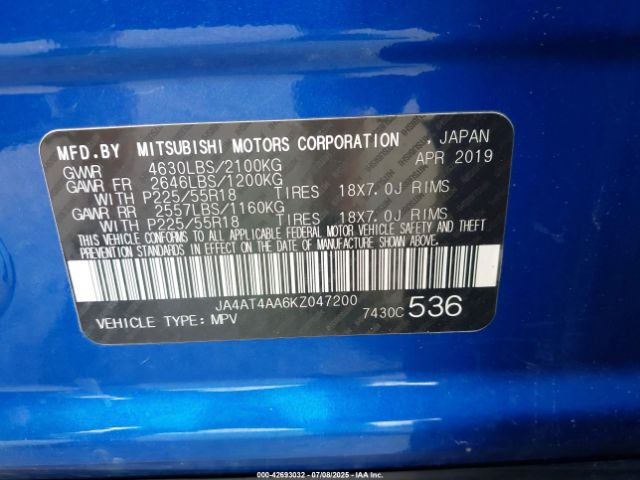 MFD.BY MITSUBISHI MOTORS CORPORATION , JAPAN
GVWR 4630LBS/2100KG APR 2019
GAWR FR 2646LBS/1200KG
WITH P225/55R18 TIRES 18X7.0J RIMS
GAWR RR 2557LBS/1160KG
WITH P225/55R18 TIRES 18X7.0J RIMS
THIS VEHICLE CONFORMS TO ALL APPLICABLE FEDERAL MOTOR VEHICLE SAFETY AND THEFT
PREVENTION STANDARDS IN EFFECT ON THE DATE OF MANUFACTURE SHOWN ABOVE.
JA4AT4AA6KZ047200
VEHICLE TYPE: MPV 7430C 536
000-42693032 - 07/08/2025 - IAA Inc.